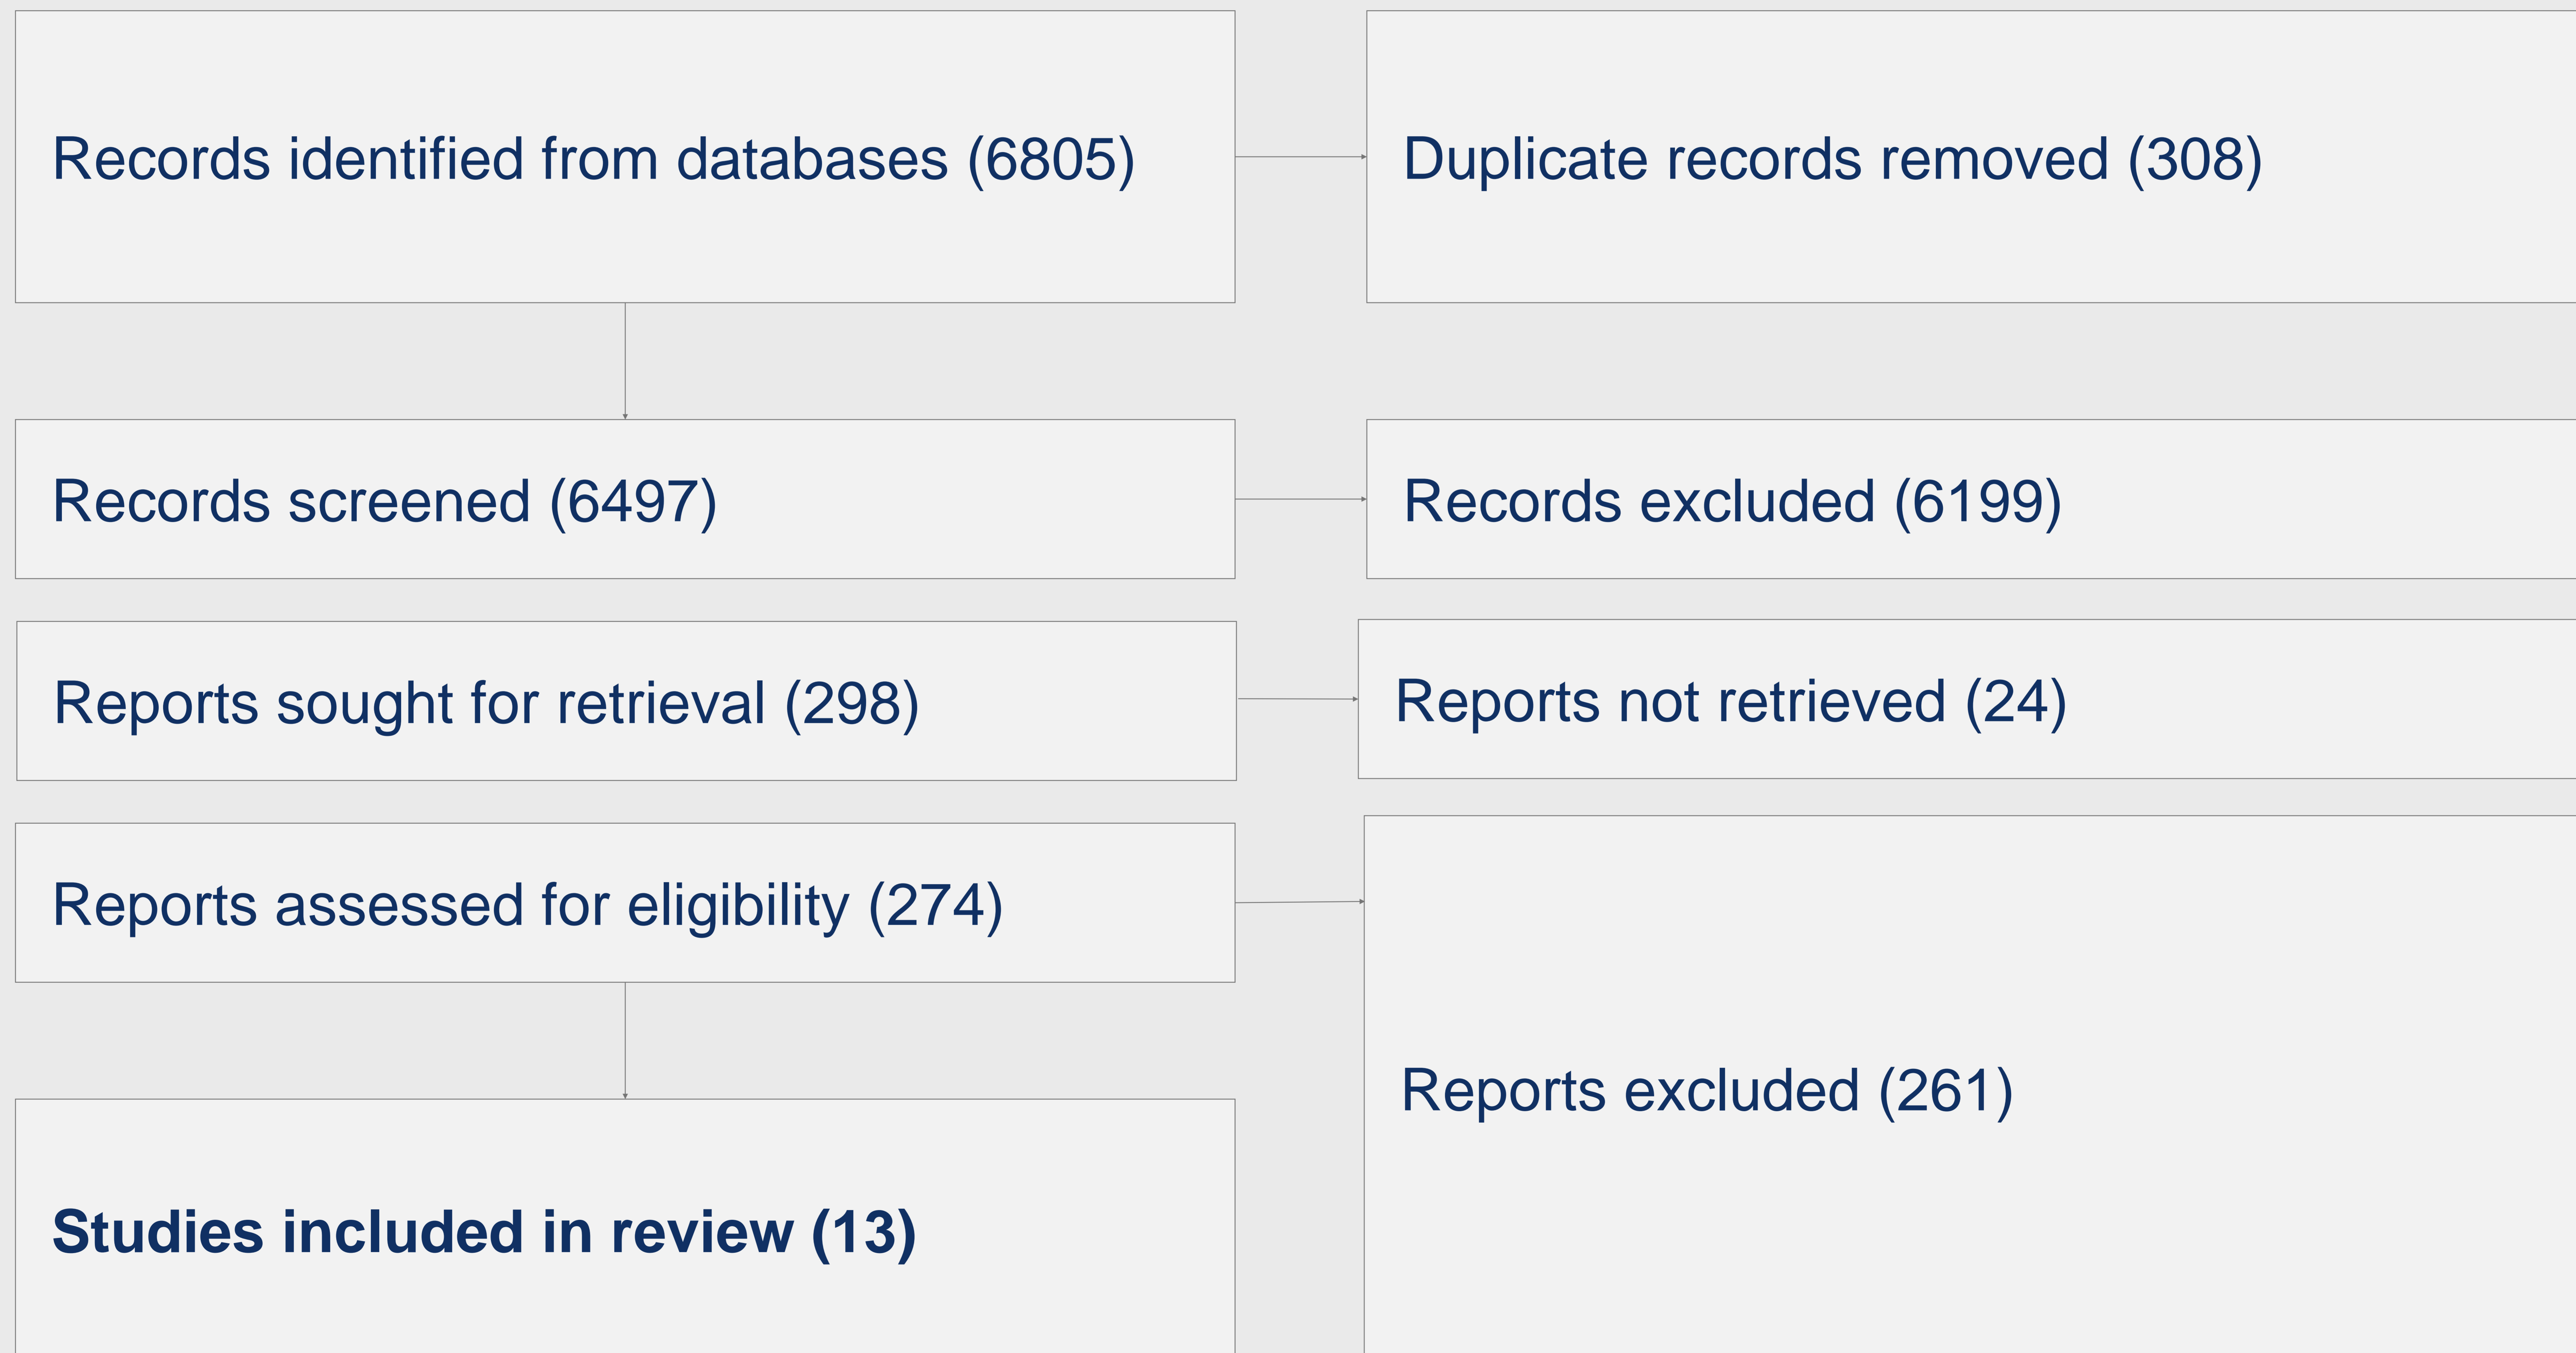 Records identified from databases (6805)
Duplicate records removed (308)
Records screened (6497)
Records excluded (6199)
Reports sought for retrieval (298)
Reports not retrieved (24)
Reports assessed for eligibility (274)
Reports excluded (261)
Studies included in review (13)